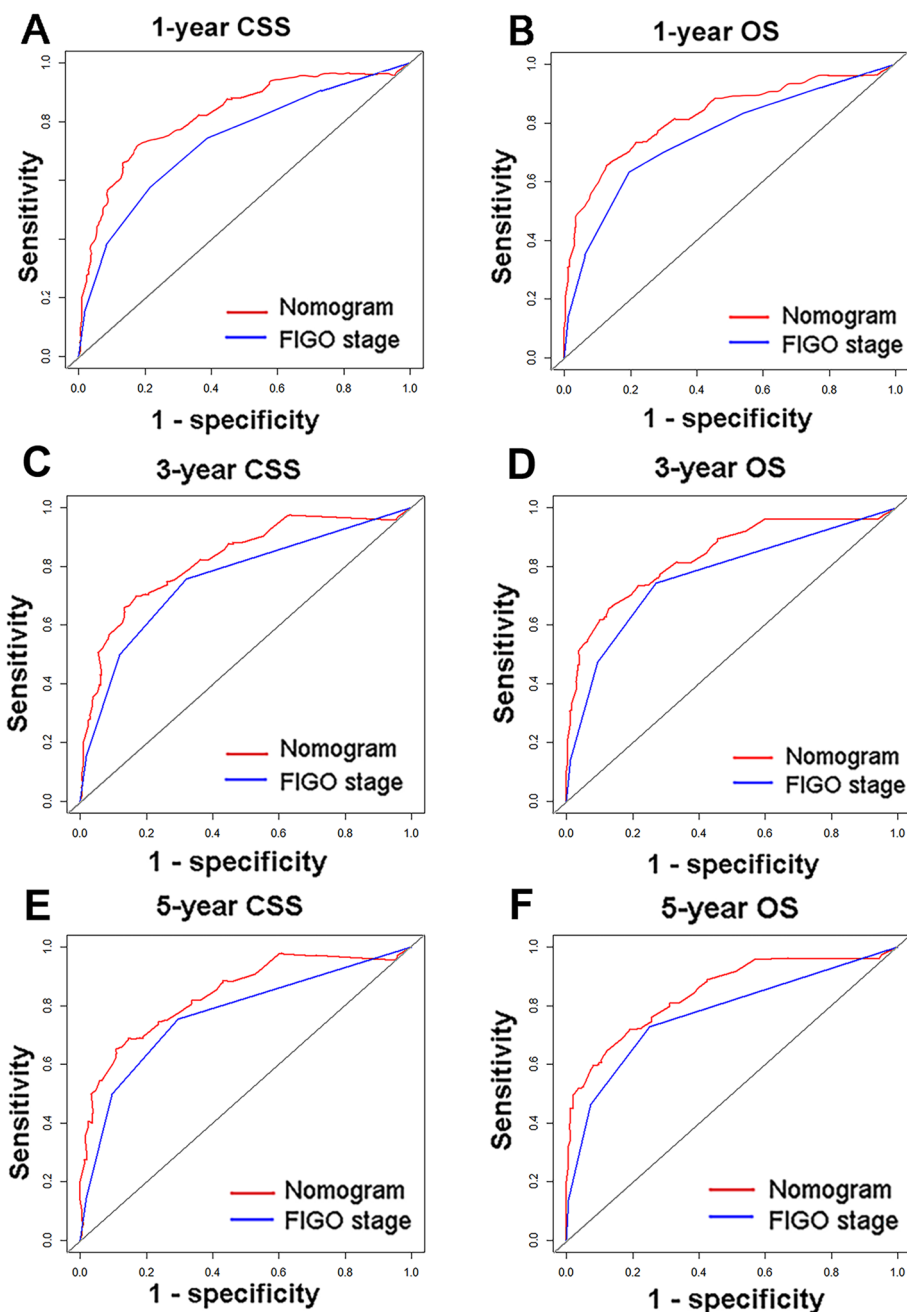 A
1-year CSS
1.0
0.8
0.2
0.0
Sensitivity
Nomogram
FIGO stage
0.0 0.2 0.4 0.6 0.8 1.0
1 - specificity
B
1-year OS
1.0
0.8
0.6
0.4
0.2
0.0
Sensitivity
Nomogram
FIGO stage
0.0 0.2 0.4 0.6 0.8 1.0
1 - specificity
C
3-year CSS
1.0
0.8
0.6
0.4
0.2
0.0
Sensitivity
Nomogram
FIGO stage
0.0 0.2 0.4 0.6 0.8 1.0
1 - specificity
D
3-year OS
1.0
0.8
0.6
0.4
0.2
0.0
Sensitivity
Nomogram
FIGO stage
0.0 0.2 0.4 0.6 0.8 1.0
1 - specificity
E
5-year CSS
1.0
0.8
0.6
0.4
0.2
0.0
Sensitivity
Nomogram
FIGO stage
0.0 0.2 0.4 0.6 0.8 1.0
1 - specificity
F
5-year OS
1.0
0.8
0.6
0.4
0.2
0.0
Sensitivity
Nomogram
FIGO stage
0.0 0.2 0.4 0.6 0.8 1.0
1 - specificity